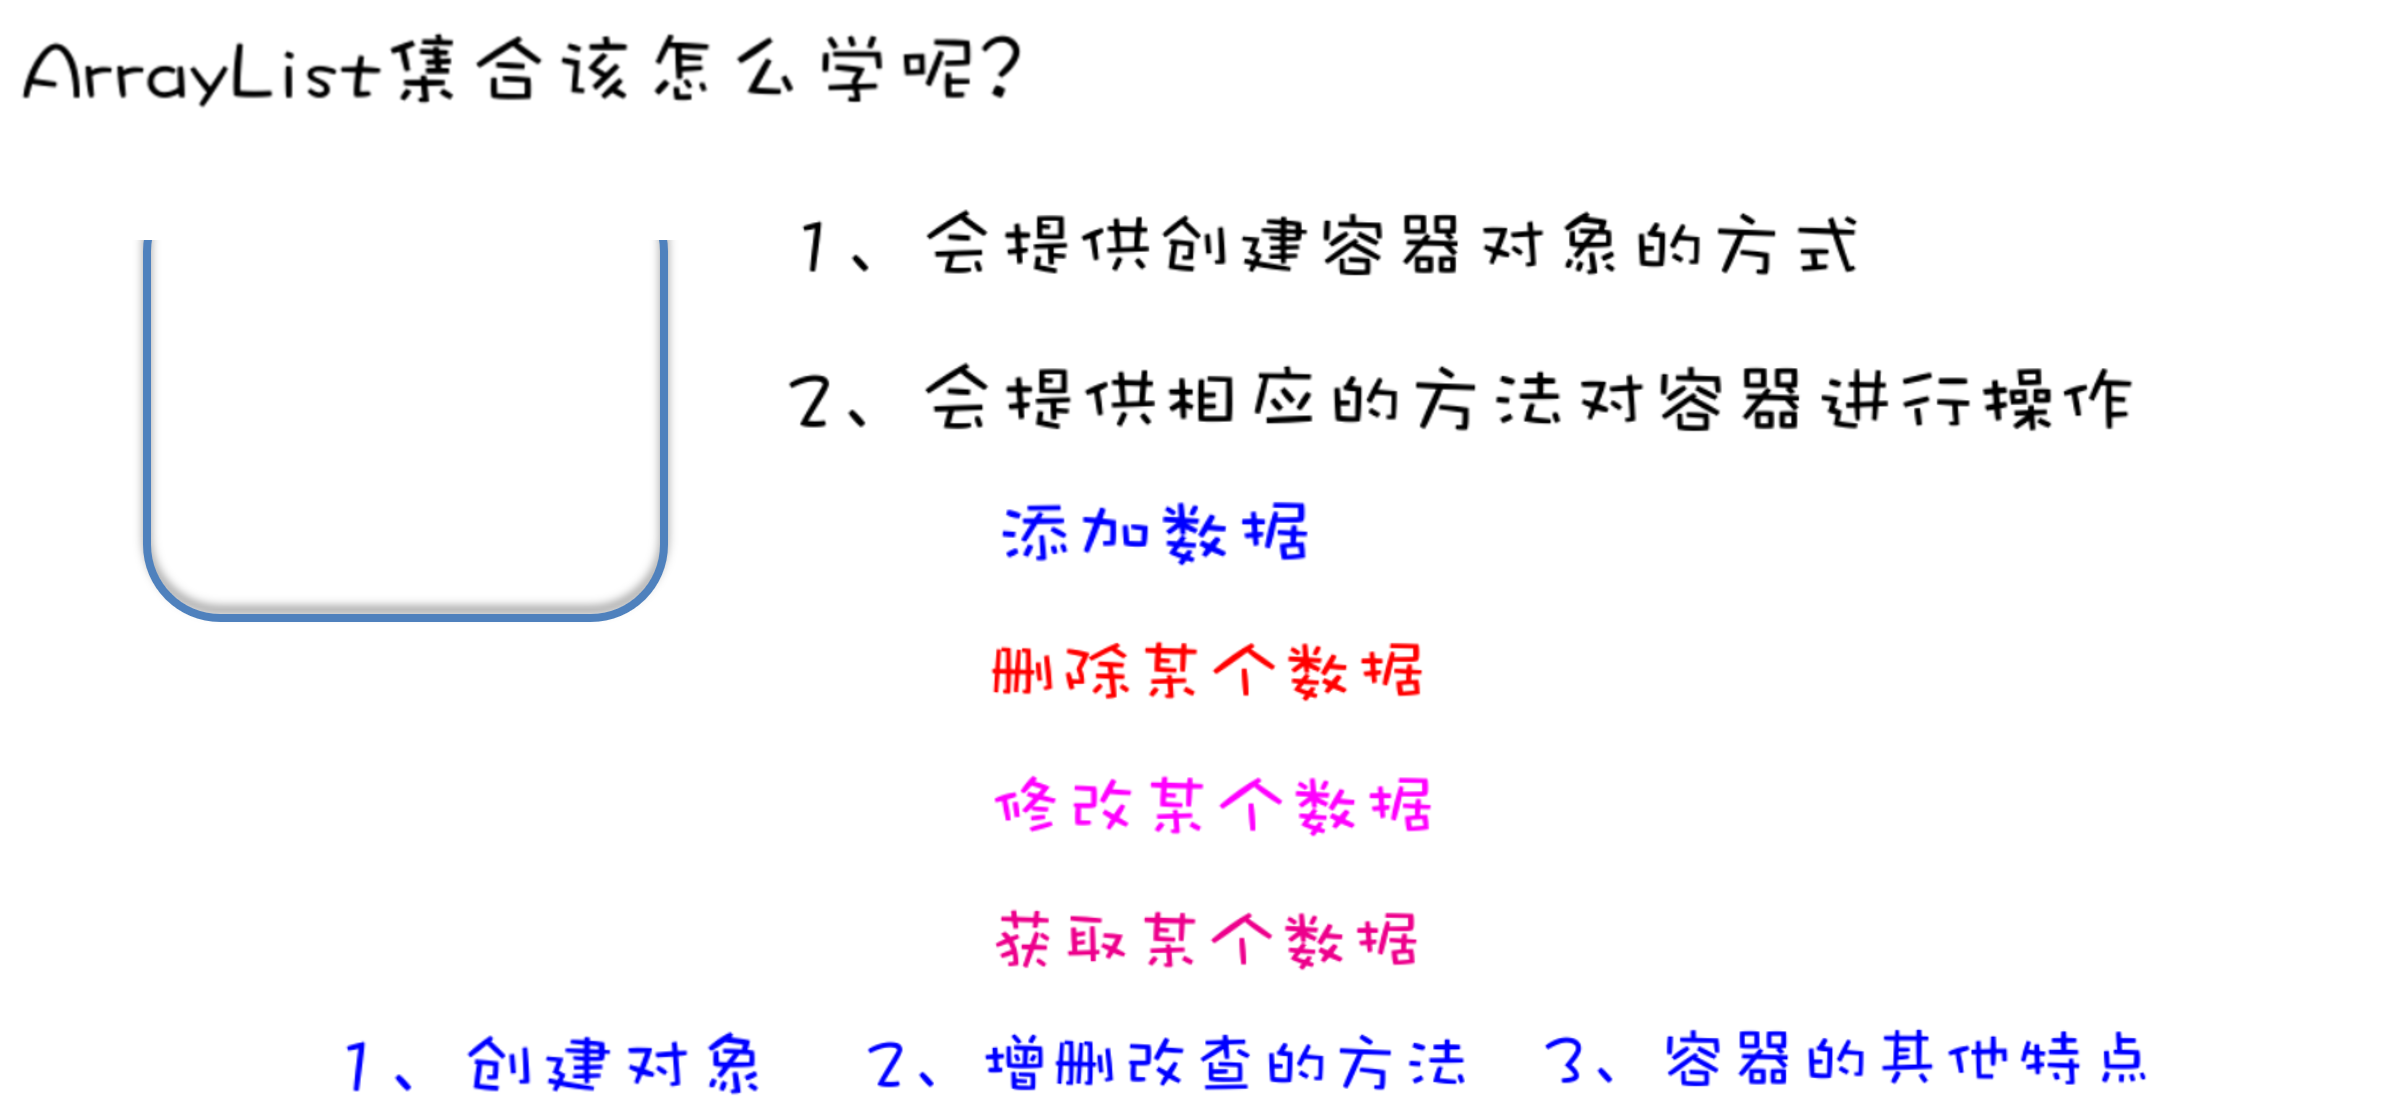 ArrayList集合该怎么学呢?
1、会提供创建容器对象的方式
2、会提供相应的方法对容器进行操作
添加数据
删除某个数据
修改某个数据
获取某个数据
1、创建对象 2、增删改查的方法 3、容器的其他特点